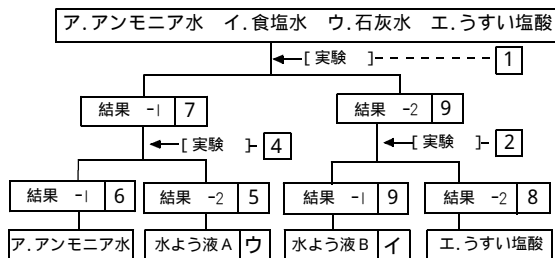 ア.アンモニア水 イ.食塩水 ウ.石灰水 エ.うすい塩酸
[実験 ] 1
結果 -1 7 結果 -2 9
[実験 ] 4 [実験 ] 2
結果 -1 6 結果 -2 5 結果 -1 9 結果 -2 8
ア.アンモニア水 水よう液A ウ 水よう液B イ エ.うすい塩酸